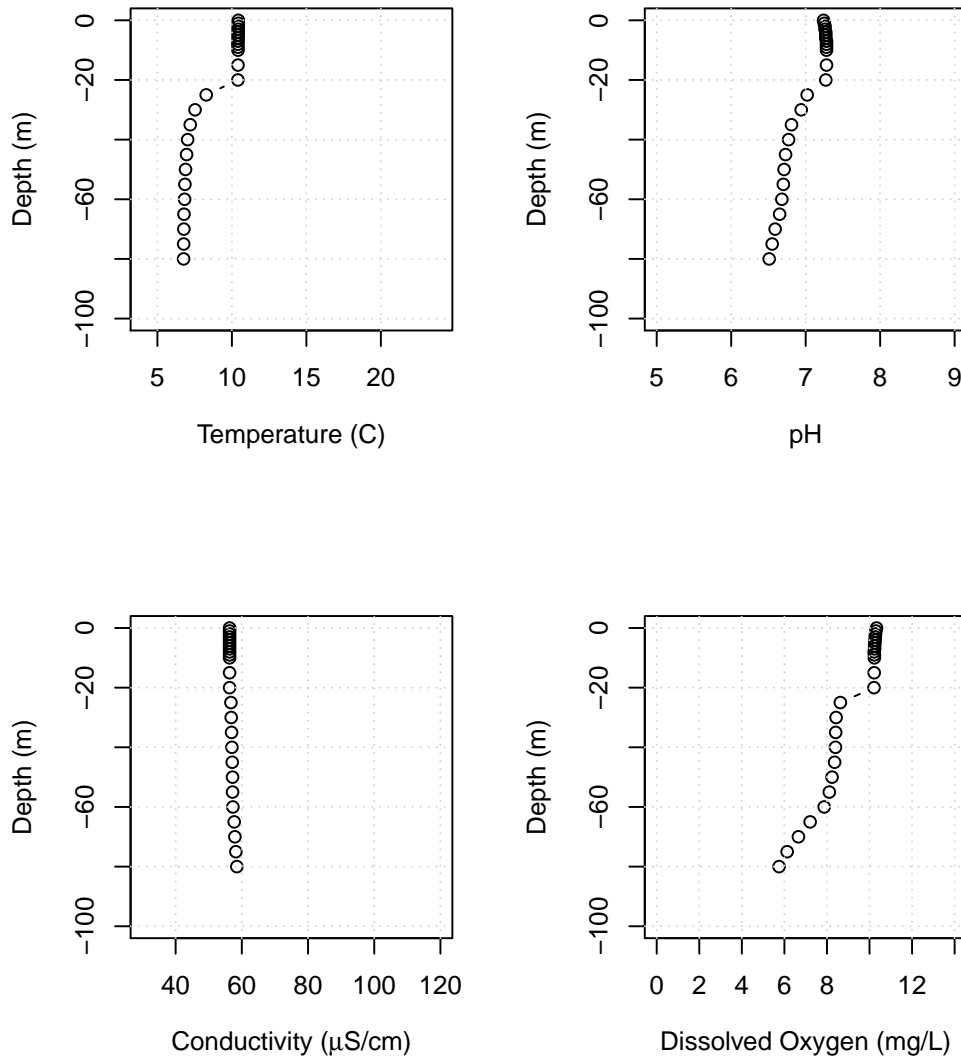 0
−20
−60
−100
Depth (m)
5 10 15 20
Temperature (C)
0
−20
−60
−100
Depth (m)
5 6 7 8 9
pH
0
−20
−60
−100
Depth (m)
40 60 80 100 120
Conductivity (μS/cm)
0
−20
−60
−100
Depth (m)
0 2 4 6 8 12
Dissolved Oxygen (mg/L)